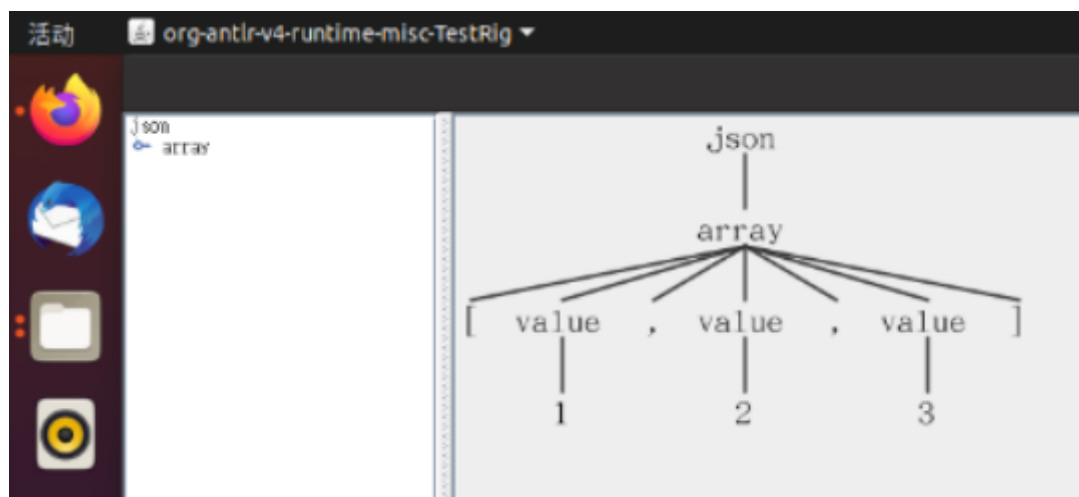 活动 org-antlr-v4-runtime-misc-TestRig
json
array
json
array
[ value , value , value ]
1 2 3